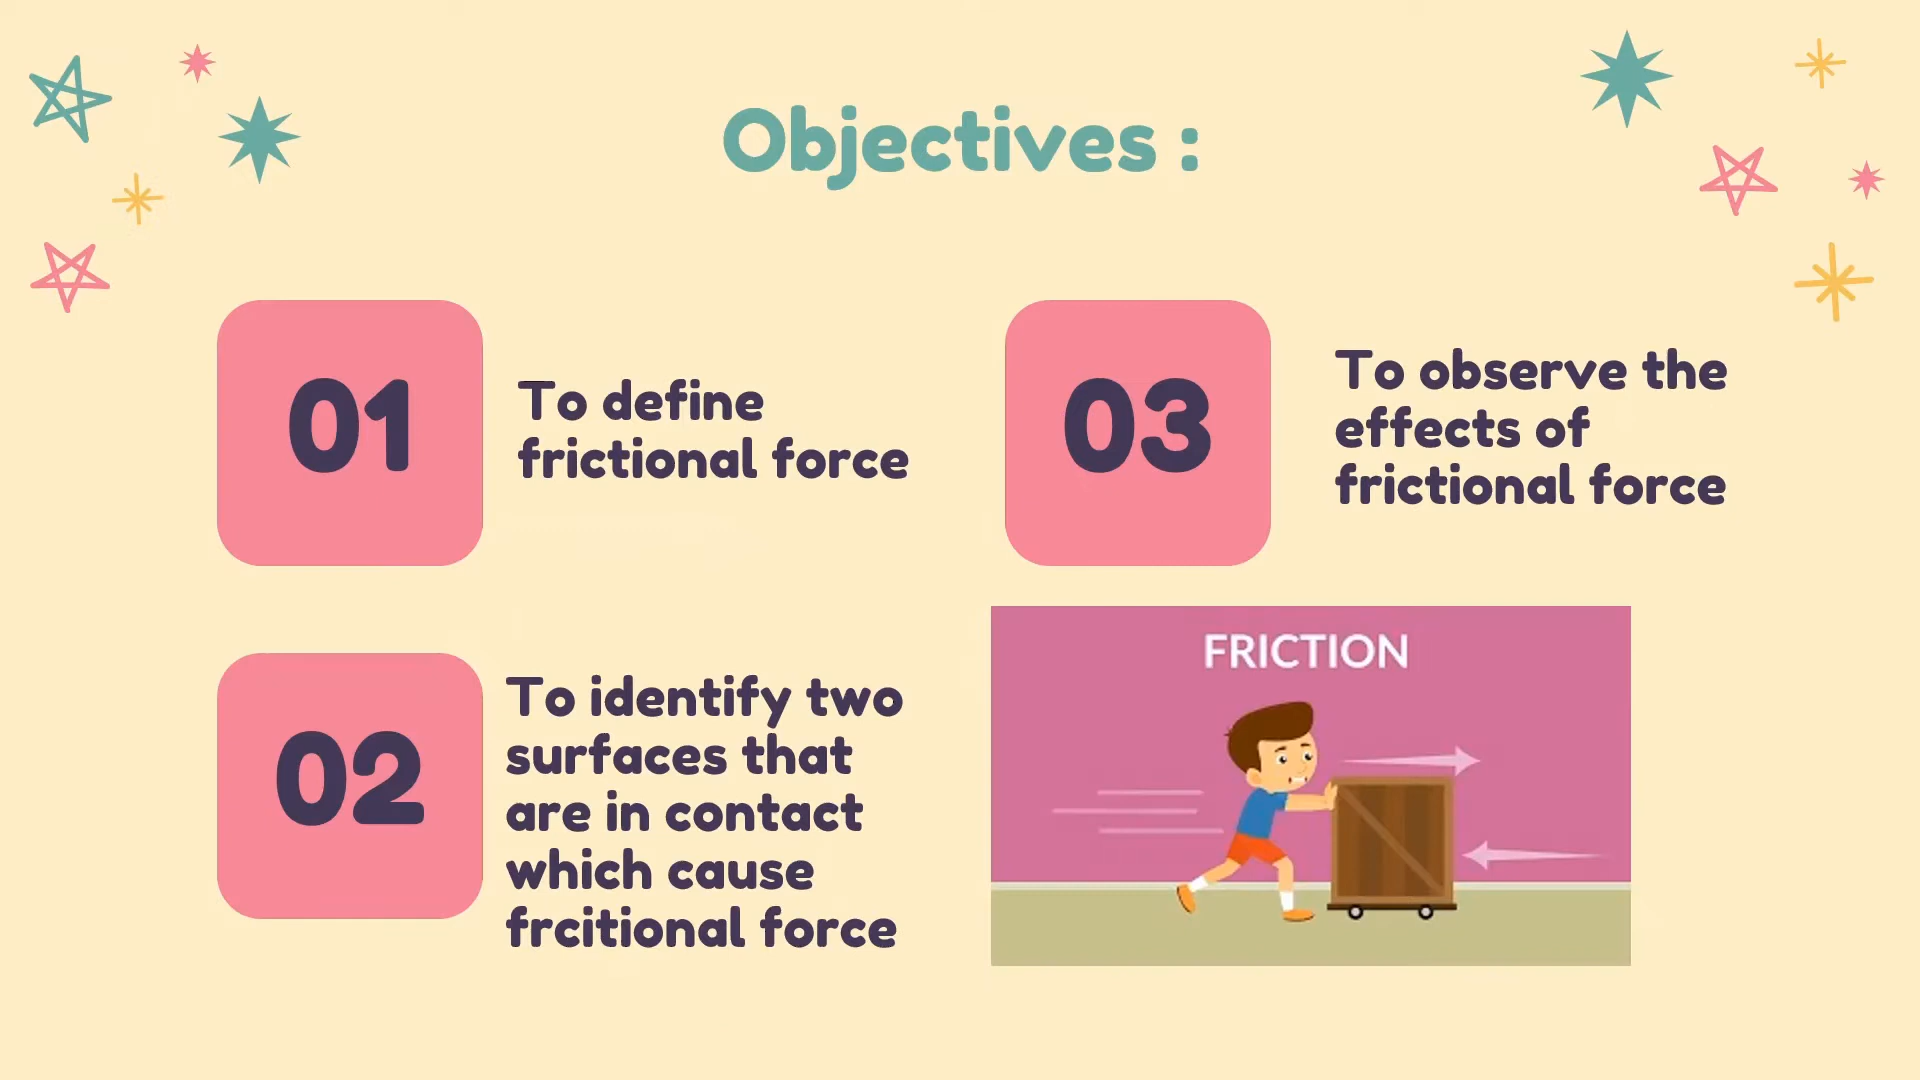 Objectives :
01
To define
frictional force
02
To identify two
surfaces that
are in contact
which cause
frcitional force
03
To observe the
effects of
frictional force
FRICTION